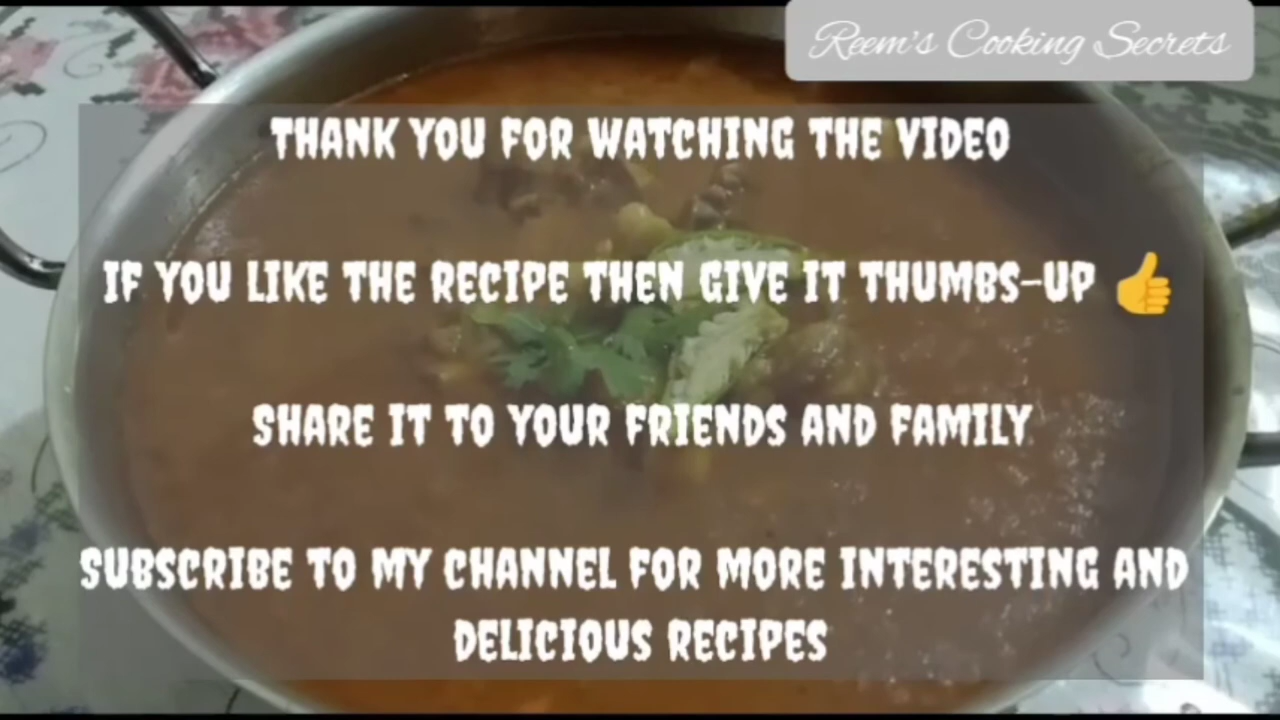 Reem's Cooking Secrets
THANK YOU FOR WATCHING THE VIDEO
IF YOU LIKE THE RECIPE THEN GIVE IT THUMBS-UP 👍
SHARE IT TO YOUR FRIENDS AND FAMILY
SUBSCRIBE TO MY CHANNEL FOR MORE INTERESTING AND
DELICIOUS RECIPES